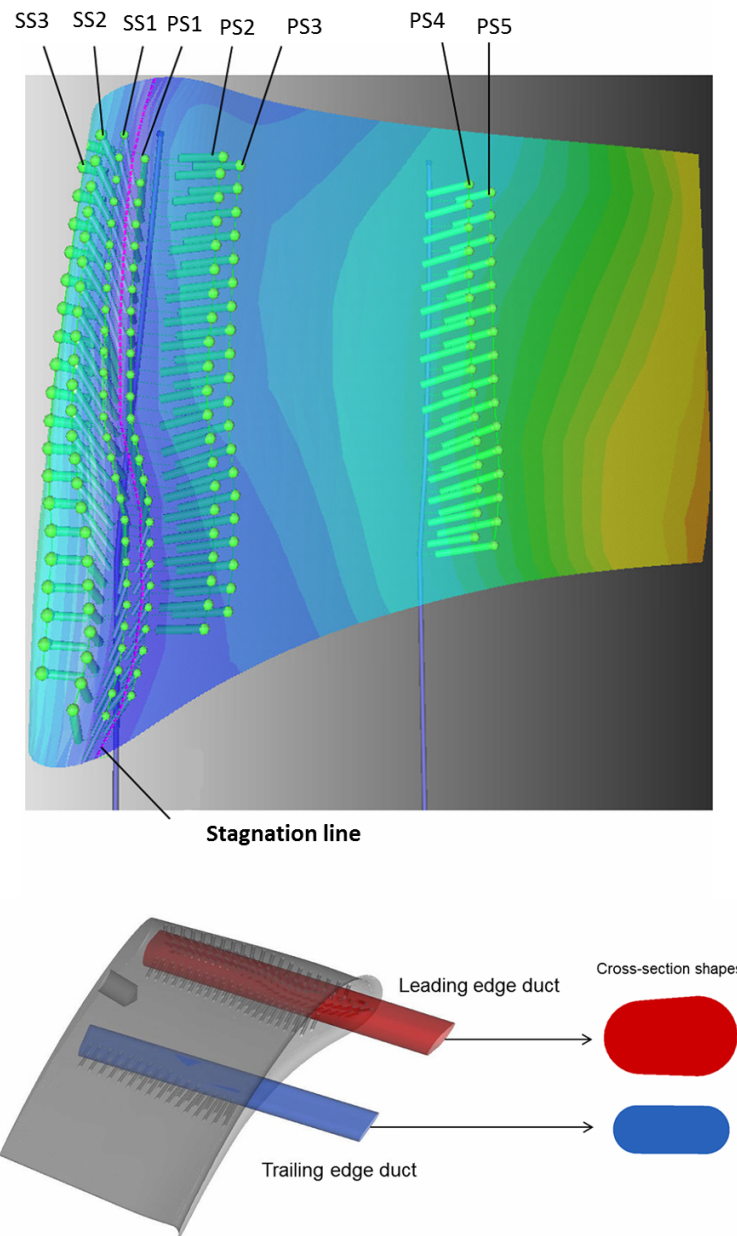 SS3 SS2 SS1 PS1 PS2 PS3 PS4 PS5
Stagnation line
Cross-section shapes
Leading edge duct
Trailing edge duct